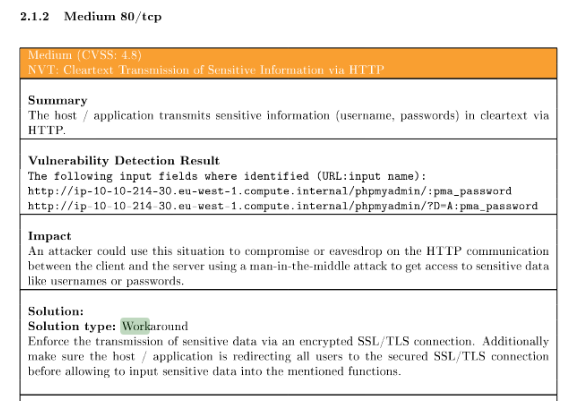 2.1.2 Medium 80/tcp
Medium (CVSS: 4.8)
NVT: Cleartext Transmission of Sensitive Information via HTTP
Summary
The host / application transmits sensitive information (username, passwords) in cleartext via
HTTP.
Vulnerability Detection Result
The following input fields where identified (URL:input name):
http://ip-10-10-214-30.eu-west-1.compute.internal/phpmyadmin/:pma_password
http://ip-10-10-214-30.eu-west-1.compute.internal/phpmyadmin/?D=A:pma_password
Impact
An attacker could use this situation to compromise or eavesdrop on the HTTP communication
between the client and the server using a man-in-the-middle attack to get access to sensitive data
like usernames or passwords.
Solution:
Solution type: Workaround
Enforce the transmission of sensitive data via an encrypted SSL/TLS connection. Additionally
make sure the host / application is redirecting all users to the secured SSL/TLS connection
before allowing to input sensitive data into the mentioned functions.